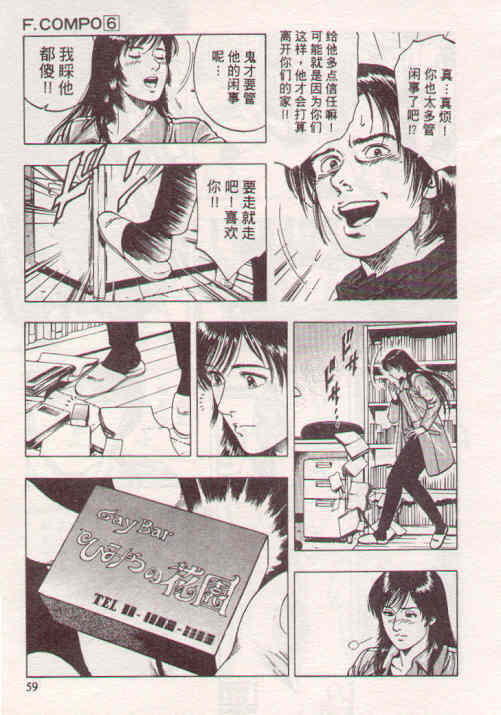 F.COMPO 6
真…真烦！
你也太多管
闲事了吧!?
给他多点信任嘛！
可能就是因为你们
这样，他才会打算
离开你们的家!!
鬼才要管
他的闲事
呢…
我睬他
都傻!!
要走就走
吧！喜欢
你!!
Gay Bar
ひみつの花園
TEL
59